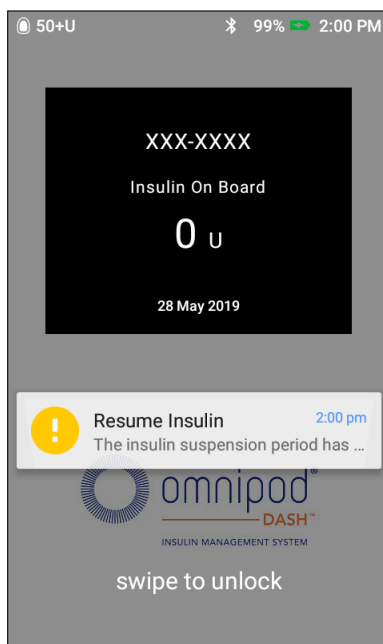 50+U 99% 2:00 PM
XXX-XXXX
Insulin On Board
0 U
28 May 2019
Resume Insulin 2:00 pm
The insulin suspension period has ...
omnipod®
DASH™
INSULIN MANAGEMENT SYSTEM
swipe to unlock